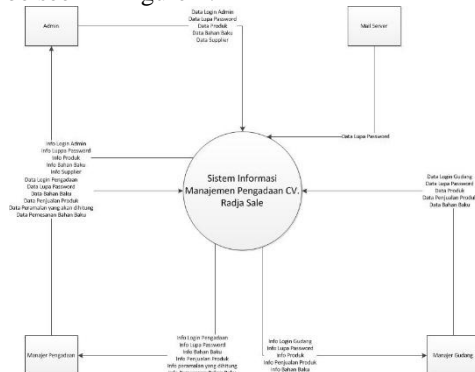 Admin
Data Login Admin
Data Lupa Password
Data Produk
Data Bahan Baku
Data Supplier
Mail Server
Data Lupa Password
Info Login Admin
Info Luppa Password
Info Produk
Info Bahan Baku
Info Supplier
Data Login Pengadaan
Data Lupa Password
Data Bahan Baku
Data Penjualan Produk
Data Peramalan yang akan dihitung
Data Pemesanan Bahan Baku
Sistem Informasi
Manajemen Pengadaan CV.
Radja Sale
Data Login Gudang
Data Lupa Password
Data Produk
Data Penjualan Produk
Data Bahan Baku
Manajer Pengadaan
Info Login Pengadaan
Info Lupa Password
Info Bahan Baku
Info Penjualan Produk
Info peramalan yang dihitung
Info Login Gudang
Info Lupa Password
Info Produk
Info Penjualan Produk
Info Bahan Baku
Manajer Gudang